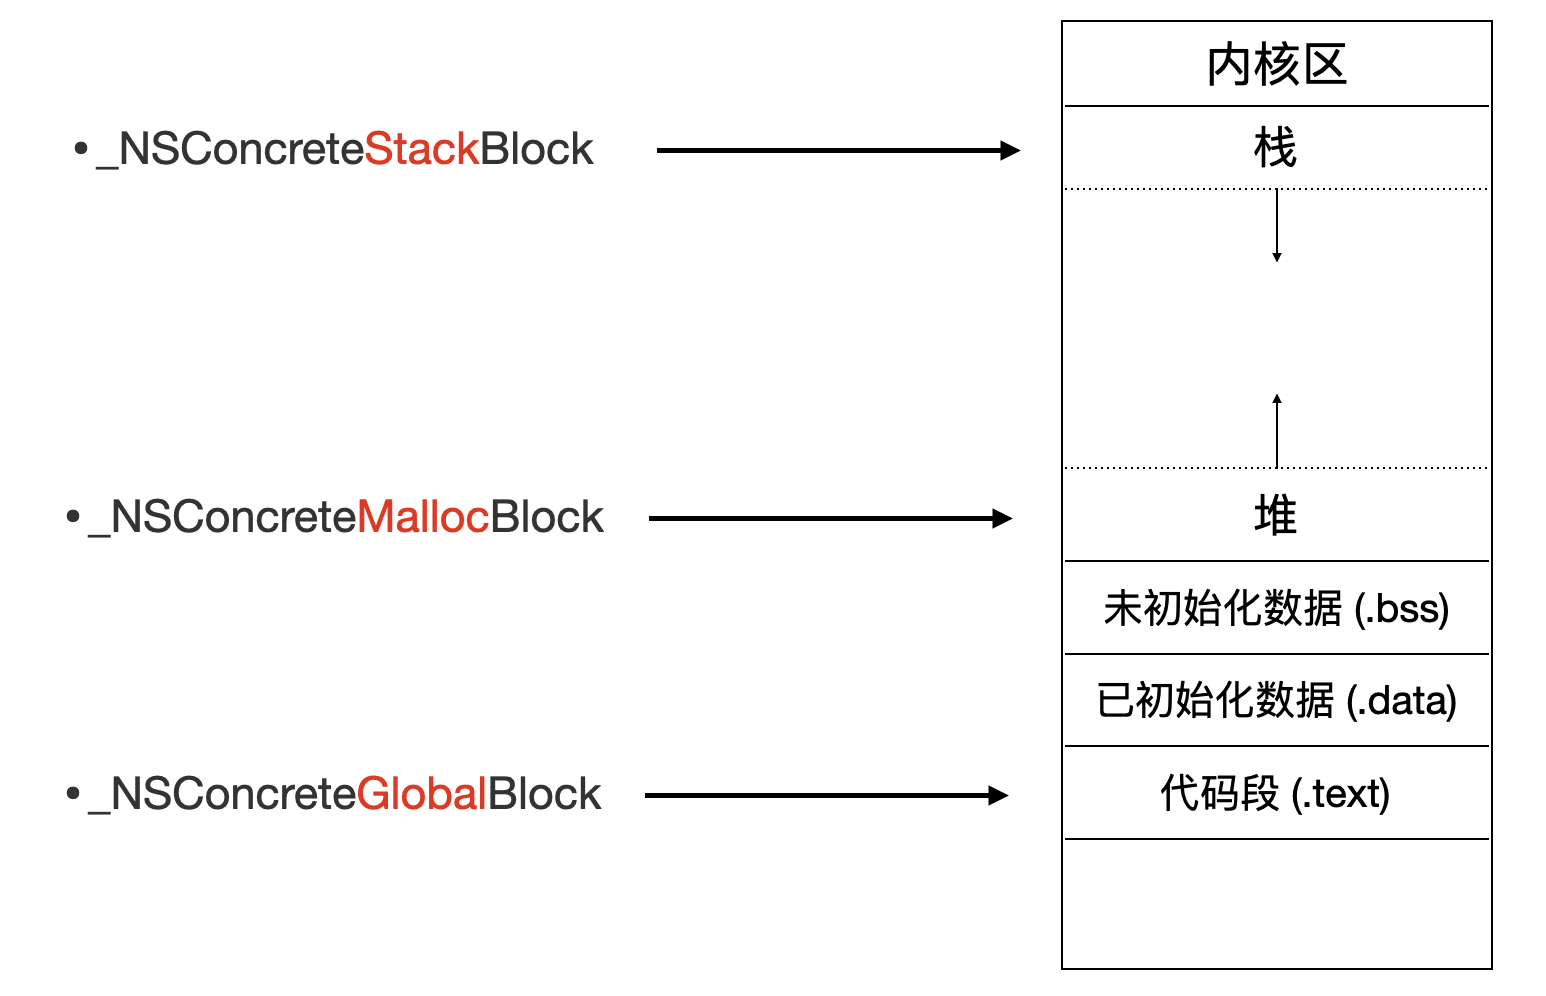 内核区
• _NSConcreteStackBlock
栈
• _NSConcreteMallocBlock
堆
未初始化数据 (.bss)
已初始化数据 (.data)
• _NSConcreteGlobalBlock
代码段 (.text)